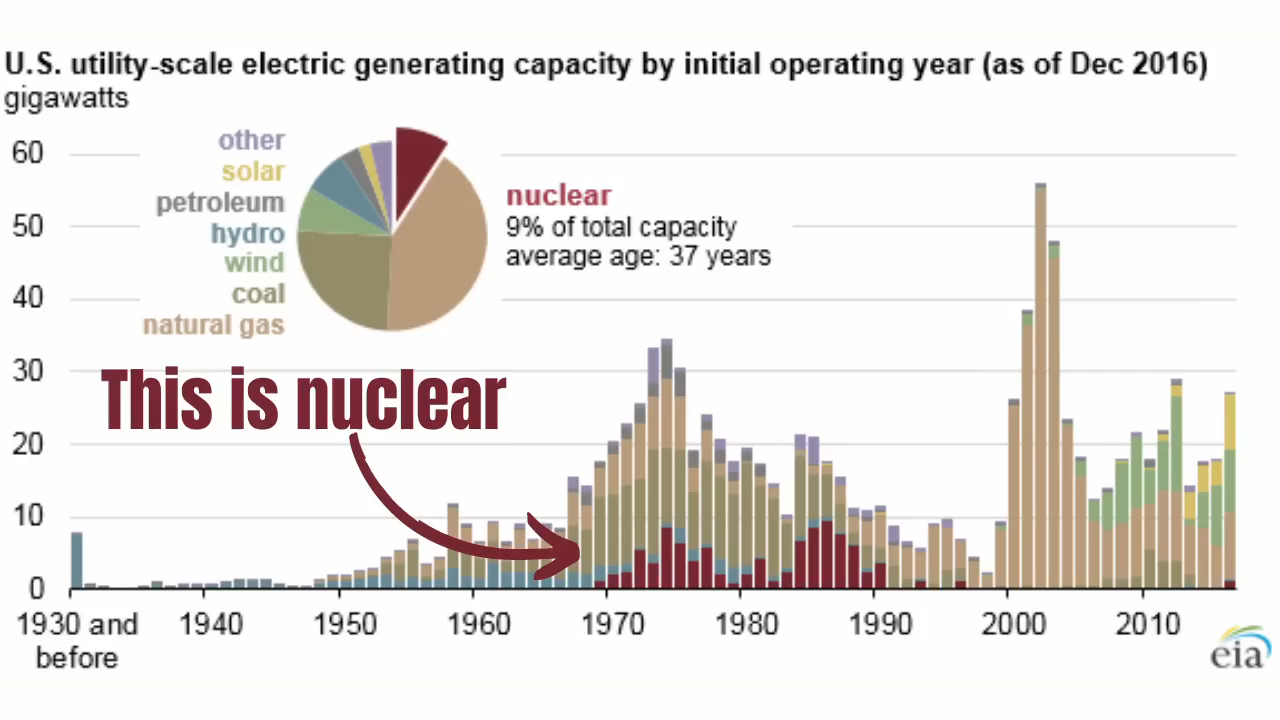 U.S. utility-scale electric generating capacity by initial operating year (as of Dec 2016)
gigawatts
60
50
40
30
20
10
0
other
solar
petroleum
hydro
wind
coal
natural gas
nuclear
9% of total capacity
average age: 37 years
This is nuclear
1930 and before
1940
1950
1960
1970
1980
1990
2000
2010
eia